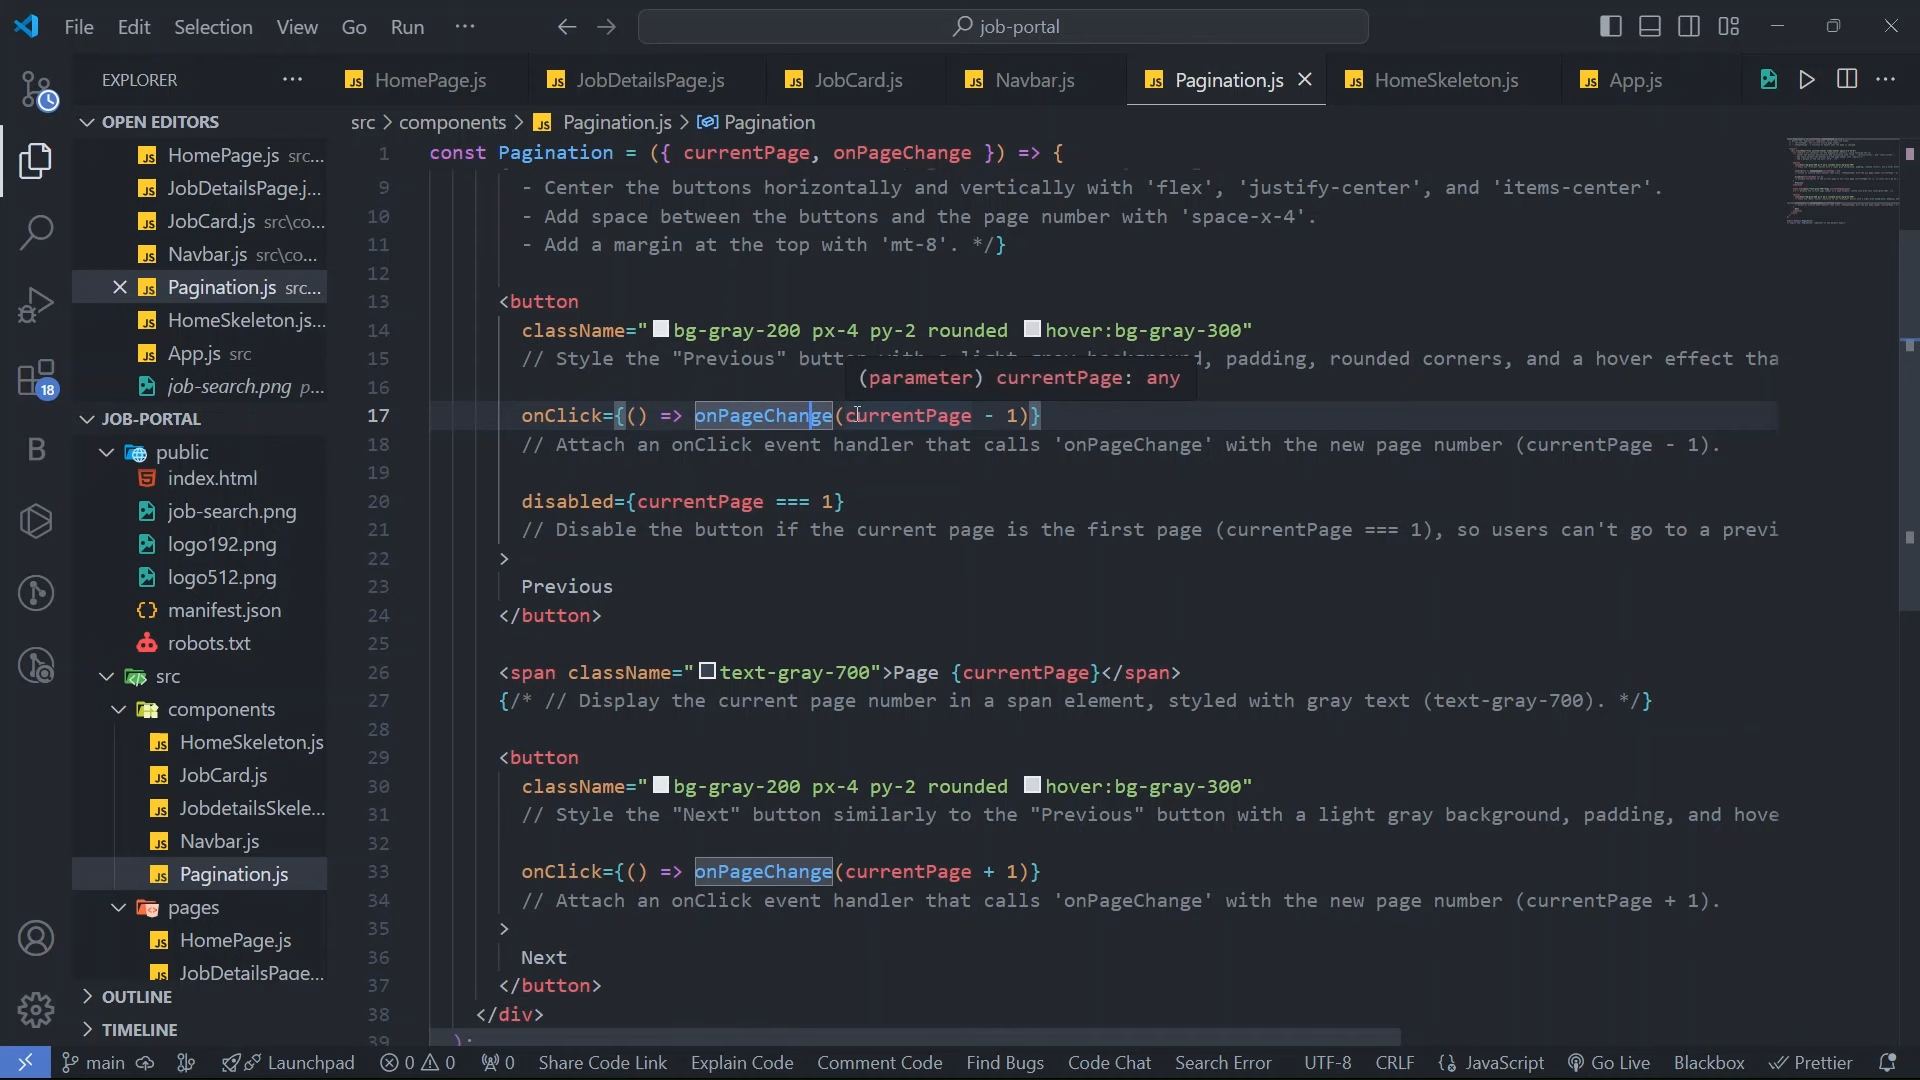 File Edit Selection View Go Run ···
job-portal
EXPLORER ···
HomePage.js JobDetailsPage.js JobCard.js Navbar.js Pagination.js HomeSkeleton.js App.js
OPEN EDITORS
HomePage.js src...
JobDetailsPage.j...
JobCard.js src\co...
Navbar.js src\co...
Pagination.js src...
HomeSkeleton.js...
App.js src
job-search.png p...
JOB-PORTAL
public
index.html
job-search.png
logo192.png
logo512.png
manifest.json
robots.txt
src
components
HomeSkeleton.js
JobCard.js
JobdetailsSkele...
Navbar.js
Pagination.js
pages
HomePage.js
JobDetailsPage...
OUTLINE
TIMELINE
18
B
src > components > Pagination.js > Pagination
1 const Pagination = ({ currentPage, onPageChange }) => {
9 - Center the buttons horizontally and vertically with 'flex', 'justify-center', and 'items-center'.
10 - Add space between the buttons and the page number with 'space-x-4'.
11 - Add a margin at the top with 'mt-8'. */}
12
13 <button
14 className="bg-gray-200 px-4 py-2 rounded hover:bg-gray-300"
15 // Style the "Previous" butt , padding, rounded corners, and a hover effect tha
(parameter) currentPage: any
16
17 onClick={() => onPageChange(currentPage - 1)}
18 // Attach an onClick event handler that calls 'onPageChange' with the new page number (currentPage - 1).
19
20 disabled={currentPage === 1}
21 // Disable the button if the current page is the first page (currentPage === 1), so users can't go to a previ
22 >
23 Previous
24 </button>
25
26 <span className="text-gray-700">Page {currentPage}</span>
27 {/* // Display the current page number in a span element, styled with gray text (text-gray-700). */}
28
29 <button
30 className="bg-gray-200 px-4 py-2 rounded hover:bg-gray-300"
31 // Style the "Next" button similarly to the "Previous" button with a light gray background, padding, and hove
32
33 onClick={() => onPageChange(currentPage + 1)}
34 // Attach an onClick event handler that calls 'onPageChange' with the new page number (currentPage + 1).
35 >
36 Next
37 </button>
38 </div>
39 );
main Launchpad 0 0 0 Share Code Link Explain Code Comment Code Find Bugs Code Chat Search Error UTF-8 CRLF {} JavaScript Go Live Blackbox Prettier